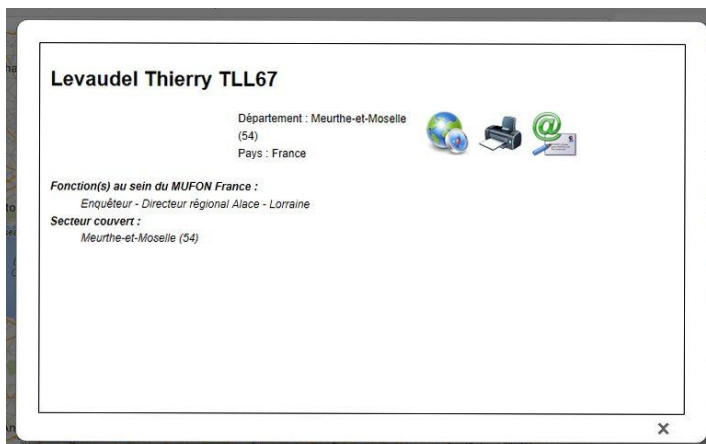 Levaudel Thierry TLL67
Département : Meurthe-et-Moselle
(54)
Pays : France
Fonction(s) au sein du MUFON France :
Enquêteur - Directeur régional Alace - Lorraine
Secteur couvert :
Meurthe-et-Moselle (54)